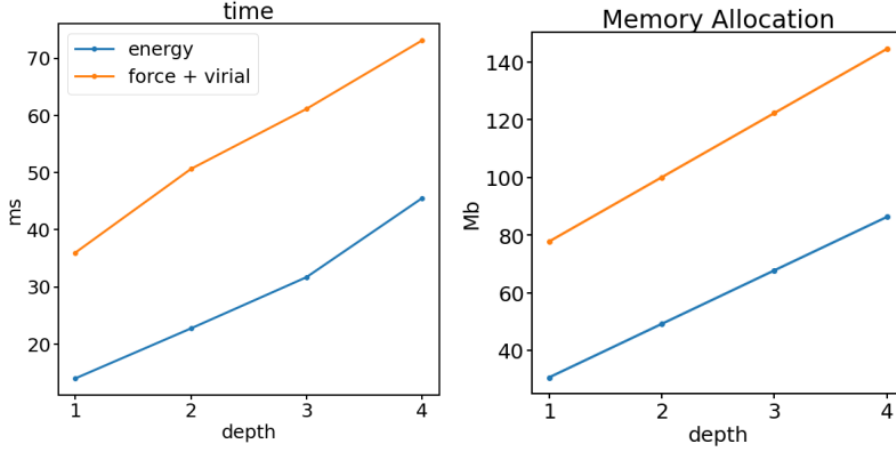 time
energy
force + virial
70
60
50
40
30
20
ms
1 2 3 4
depth
Memory Allocation
140
120
100
80
60
40
Mb
1 2 3 4
depth